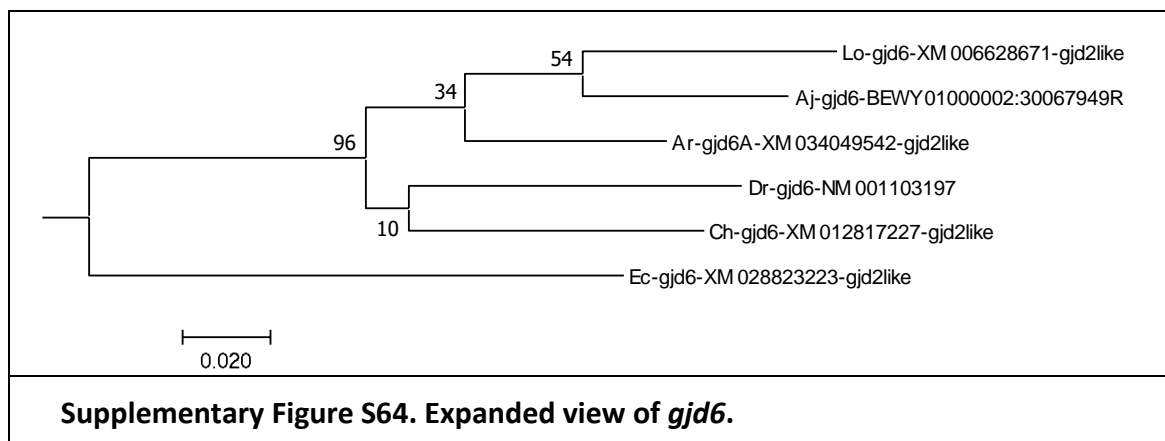 54
Lo-gjd6-XM 006628671-gjd2like
34
Aj-gjd6-BEWY01000002:30067949R
96
Ar-gjd6A-XM 034049542-gjd2like
Dr-gjd6-NM 001103197
10
Ch-gjd6-XM 012817227-gjd2like
Ec-gjd6-XM 028823223-gjd2like
0.020
Supplementary Figure S64. Expanded view of gjd6.